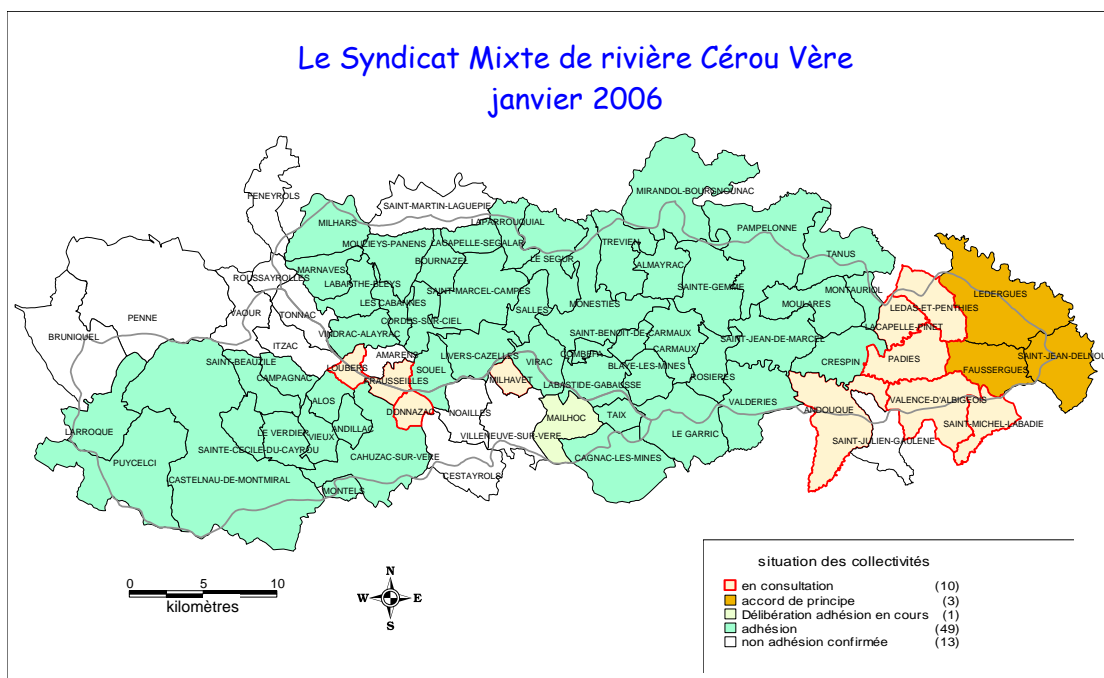 Le Syndicat Mixte de rivière Cérou Vère
janvier 2006
MIRANDOL-BOURGNOUNAC
FENEYROLS
SAINT-MARTIN-LAGUEPIE
MILHARS
LAPARROUQUIAL
PAMPELONNE
TREVIEN
MOUZIEYS-PANENS
LACAPELLE-SEGALAR
LE SEGUR
TANUS
BOURNAZEL
ALMAYRAC
MARNAVES
ROUSSAYROLLES
LABARTHE-BLEYS
SAINTE-GEMME
SAINT-MARCEL-CAMPES
MONTAURIOL
LEDERGUES
LES CABANNES
MONESTIES
MOULARES
LEDAS-ET-PENTHIES
VAOUR
TONNAC
SALLES
PENNE
CORDES-SUR-CIEL
LACAPELLE-PINET
VINDRAC-ALAYRAC
SAINT-BENOIT-DE-CARMAUX
BRUNIQUEL
SAINT-JEAN-DE-MARCEL
ITZAC
CARMAUX
COMBEFA
AMARENS
LIVERS-CAZELLES
SAINT-JEAN-DELNOU
SAINT-BEAUZILE
VIRAC
PADIES
CRESPIN
LOUBERS
BLAYE-LES-MINES
SOUEL
FAUSSERGUES
CAMPAGNAC
MILHAVET
ROSIERES
FRAUSSEILLES
LABASTIDE-GABAUSSE
ALOS
VALDERIES
VALENCE-D'ALBIGEOIS
DONNAZAC
NOAILLES
ANDOUQUE
LARROQUE
TAIX
MAILHOC
SAINT-MICHEL-LABADIE
ANDILLAC
LE VERDIER
VIEUX
LE GARRIC
VILLENEUVE-SUR-VERE
SAINT-JULIEN-GAULENE
SAINTE-CECILE-DU-CAYROU
CAHUZAC-SUR-VERE
CAGNAC-LES-MINES
PUYCELCI
CESTAYROLS
CASTELNAU-DE-MONTMIRAL
MONTELS
0 5 10
kilomètres
N
W E
S
situation des collectivités
en consultation (10)
accord de principe (3)
Délibération adhésion en cours (1)
adhésion (49)
non adhésion confirmée (13)